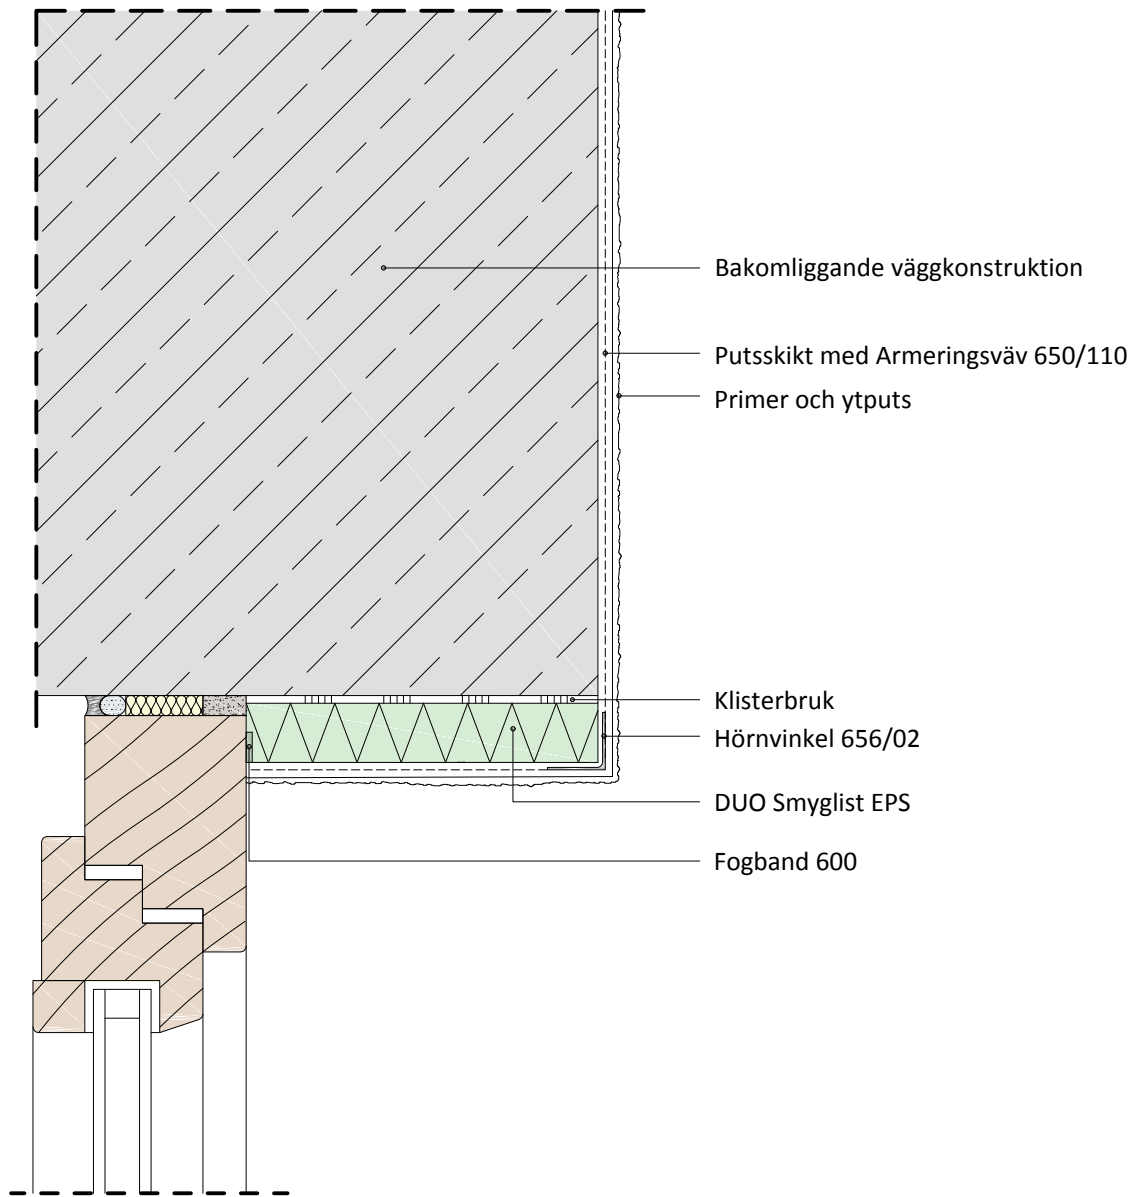 Bakomliggande väggkonstruktion
Putsskikt med Armeringsväv 650/110
Primer och ytputs
Klisterbruk
Hörnvinkel 656/02
DUO Smyglist EPS
Fogband 600